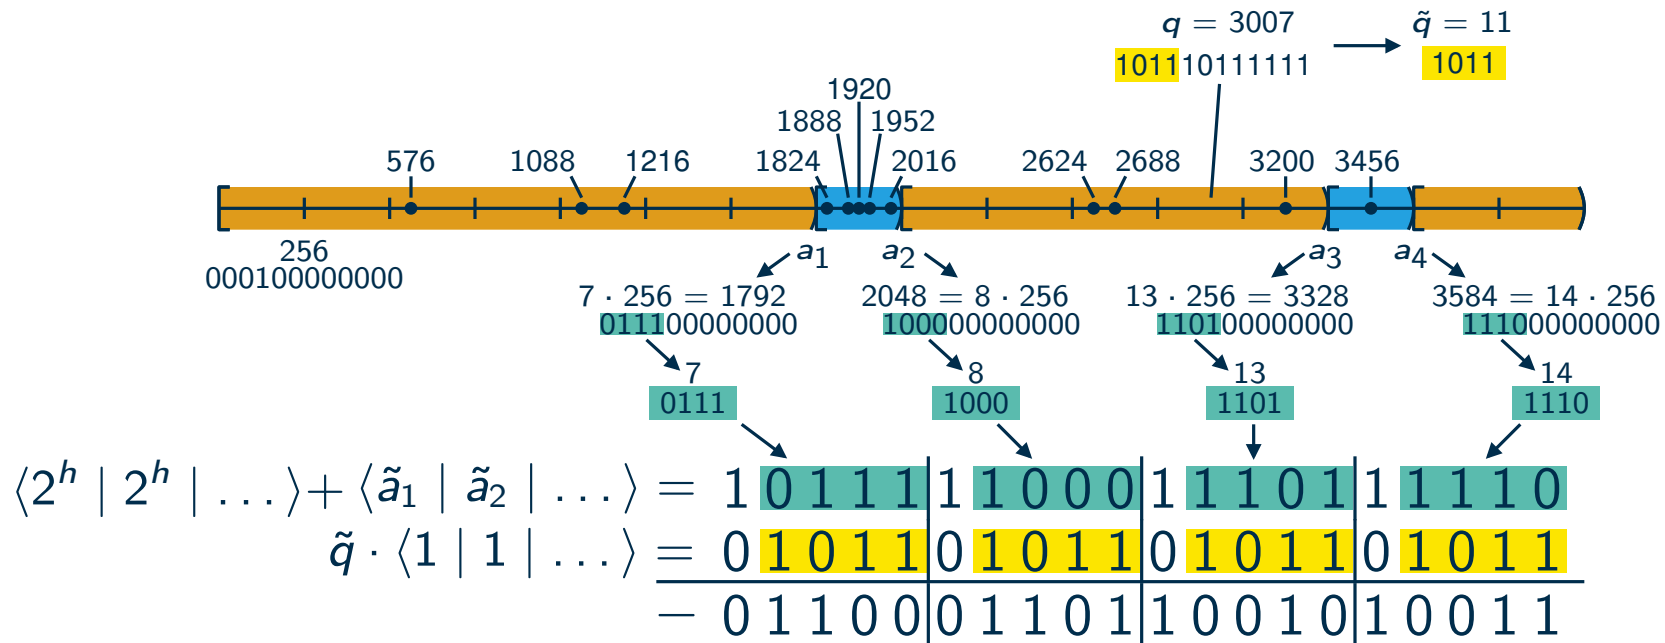 q = 3007
q̃ = 11
101110111111
1011
1920
1888 1952
576 1088 1216 1824 2016 2624 2688 3200 3456
256
000100000000
a₁ a₂ a₃ a₄
7 · 256 = 1792 2048 = 8 · 256 13 · 256 = 3328 3584 = 14 · 256
011100000000 100000000000 110100000000 111000000000
7 8 13 14
0111 1000 1101 1110
⟨2ʰ | 2ʰ | . . . ⟩+ ⟨ã₁ | ã₂ | . . . ⟩ = 1 0 1 1 1 | 1 1 0 0 0 | 1 1 1 0 1 | 1 1 1 1 0
q̃ · ⟨1 | 1 | . . . ⟩ = 0 1 0 1 1 | 0 1 0 1 1 | 0 1 0 1 1 | 0 1 0 1 1
− 0 1 1 0 0 | 0 1 1 0 1 | 1 0 0 1 0 | 1 0 0 1 1